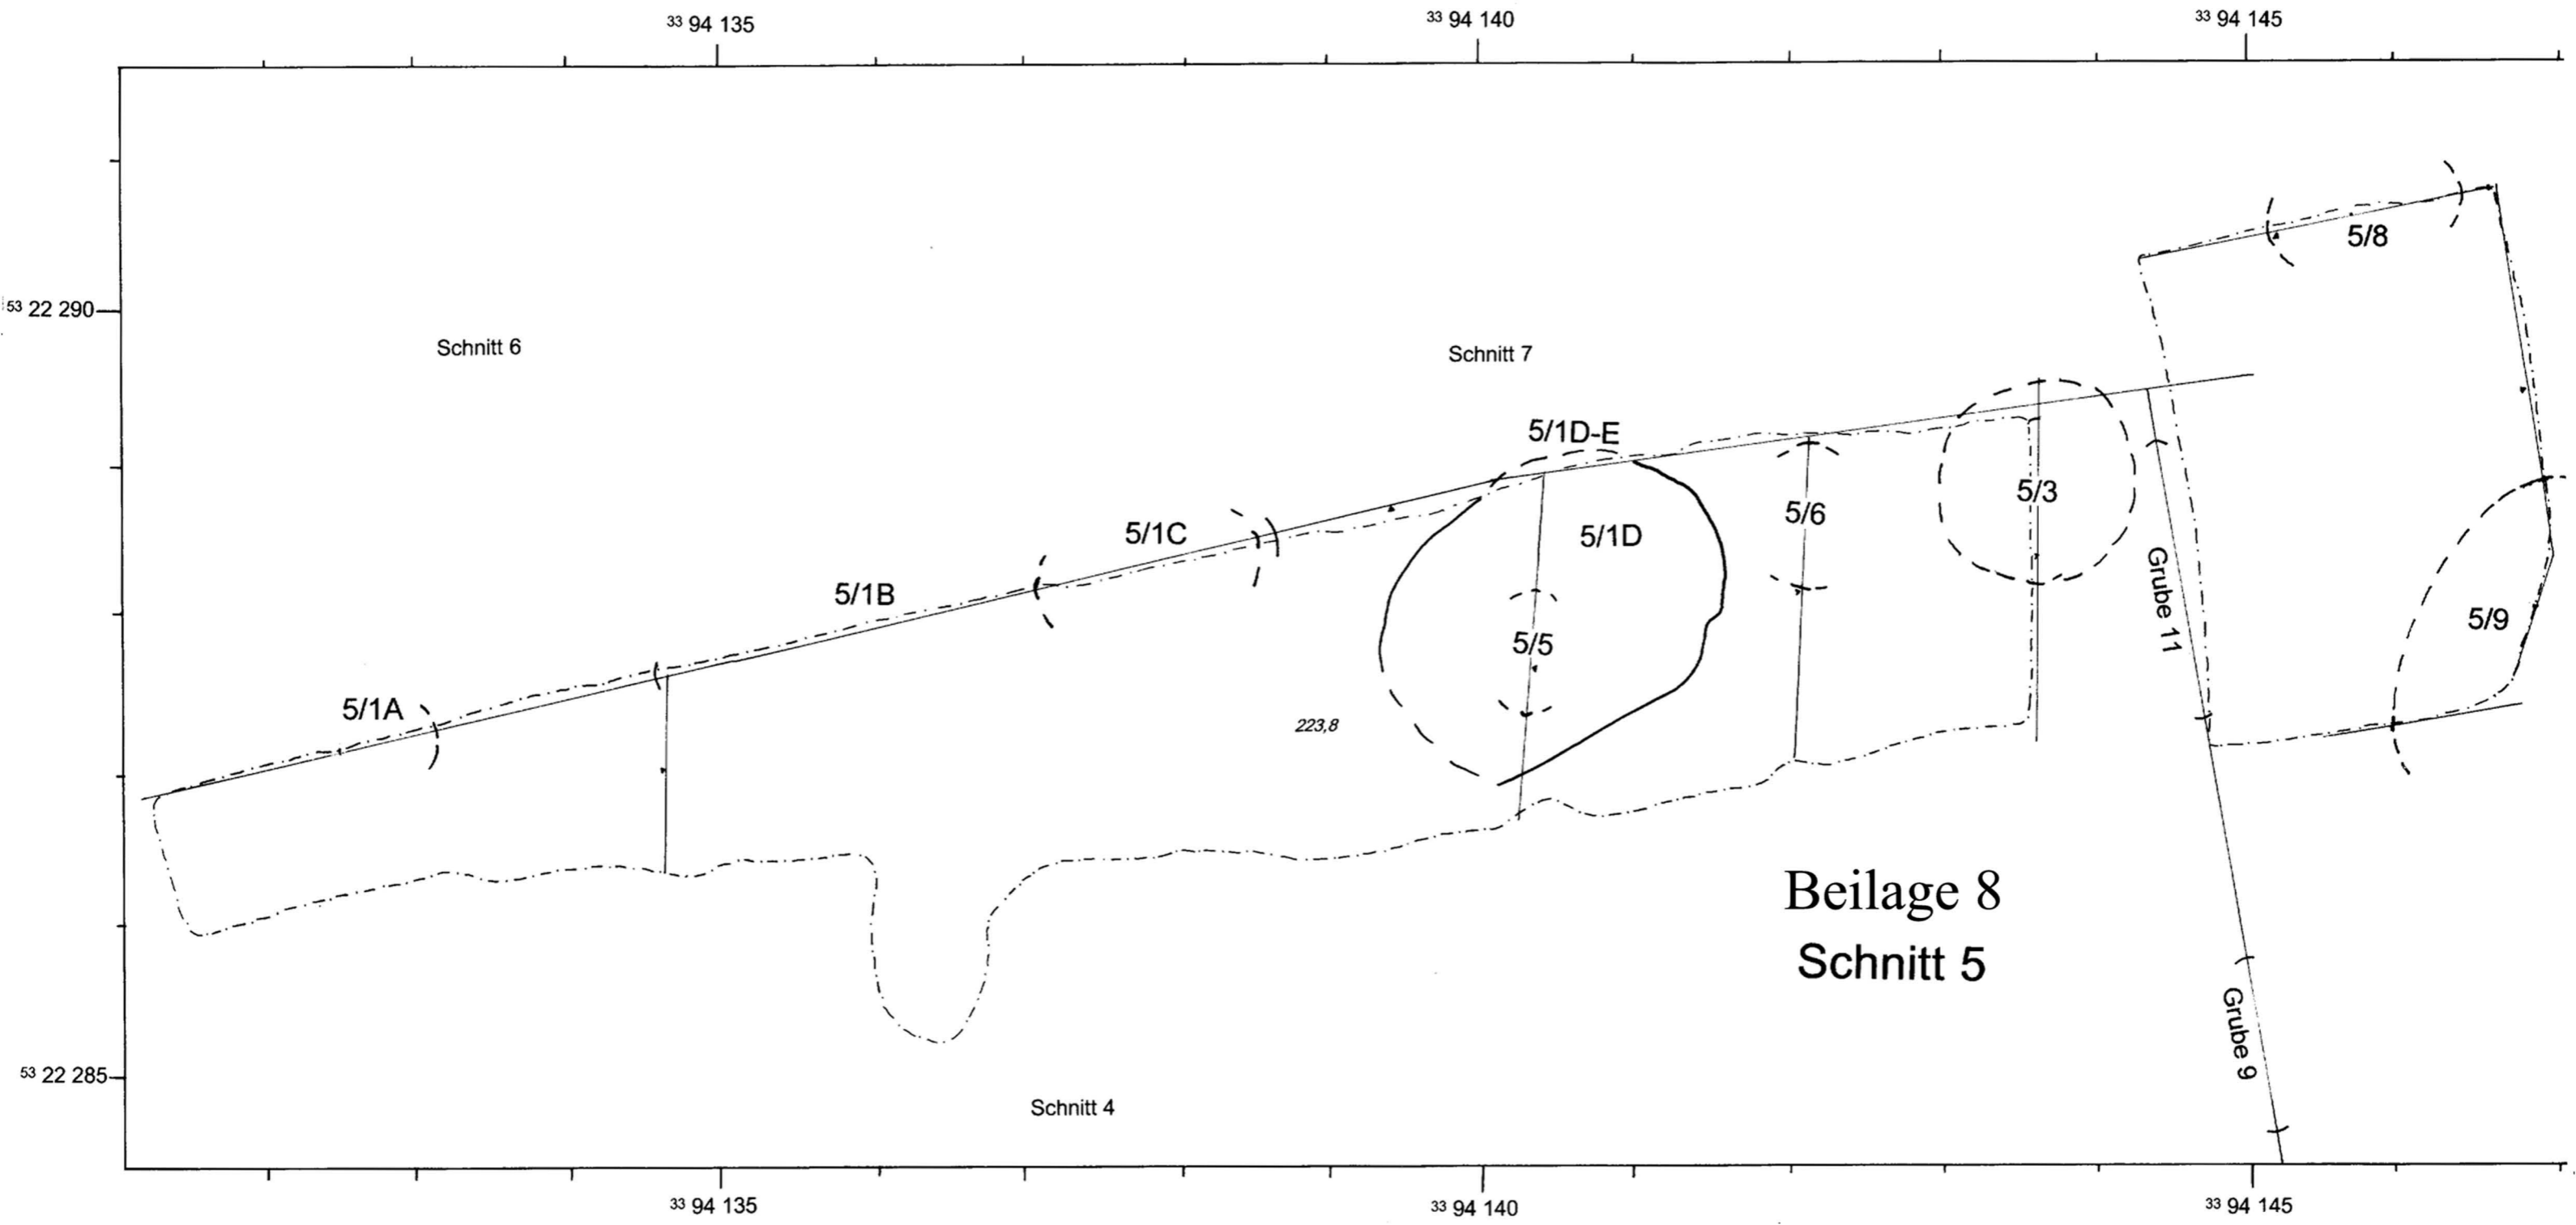 33 94 135
33 94 140
33 94 145
5/8
53 22 290
Schnitt 6
Schnitt 7
5/1D-E
5/3
5/6
5/1C
5/1D
5/1B
Grube 11
5/9
5/5
5/1A
223,8
Beilage 8
Schnitt 5
Grube 9
53 22 285
Schnitt 4
33 94 135
33 94 140
33 94 145